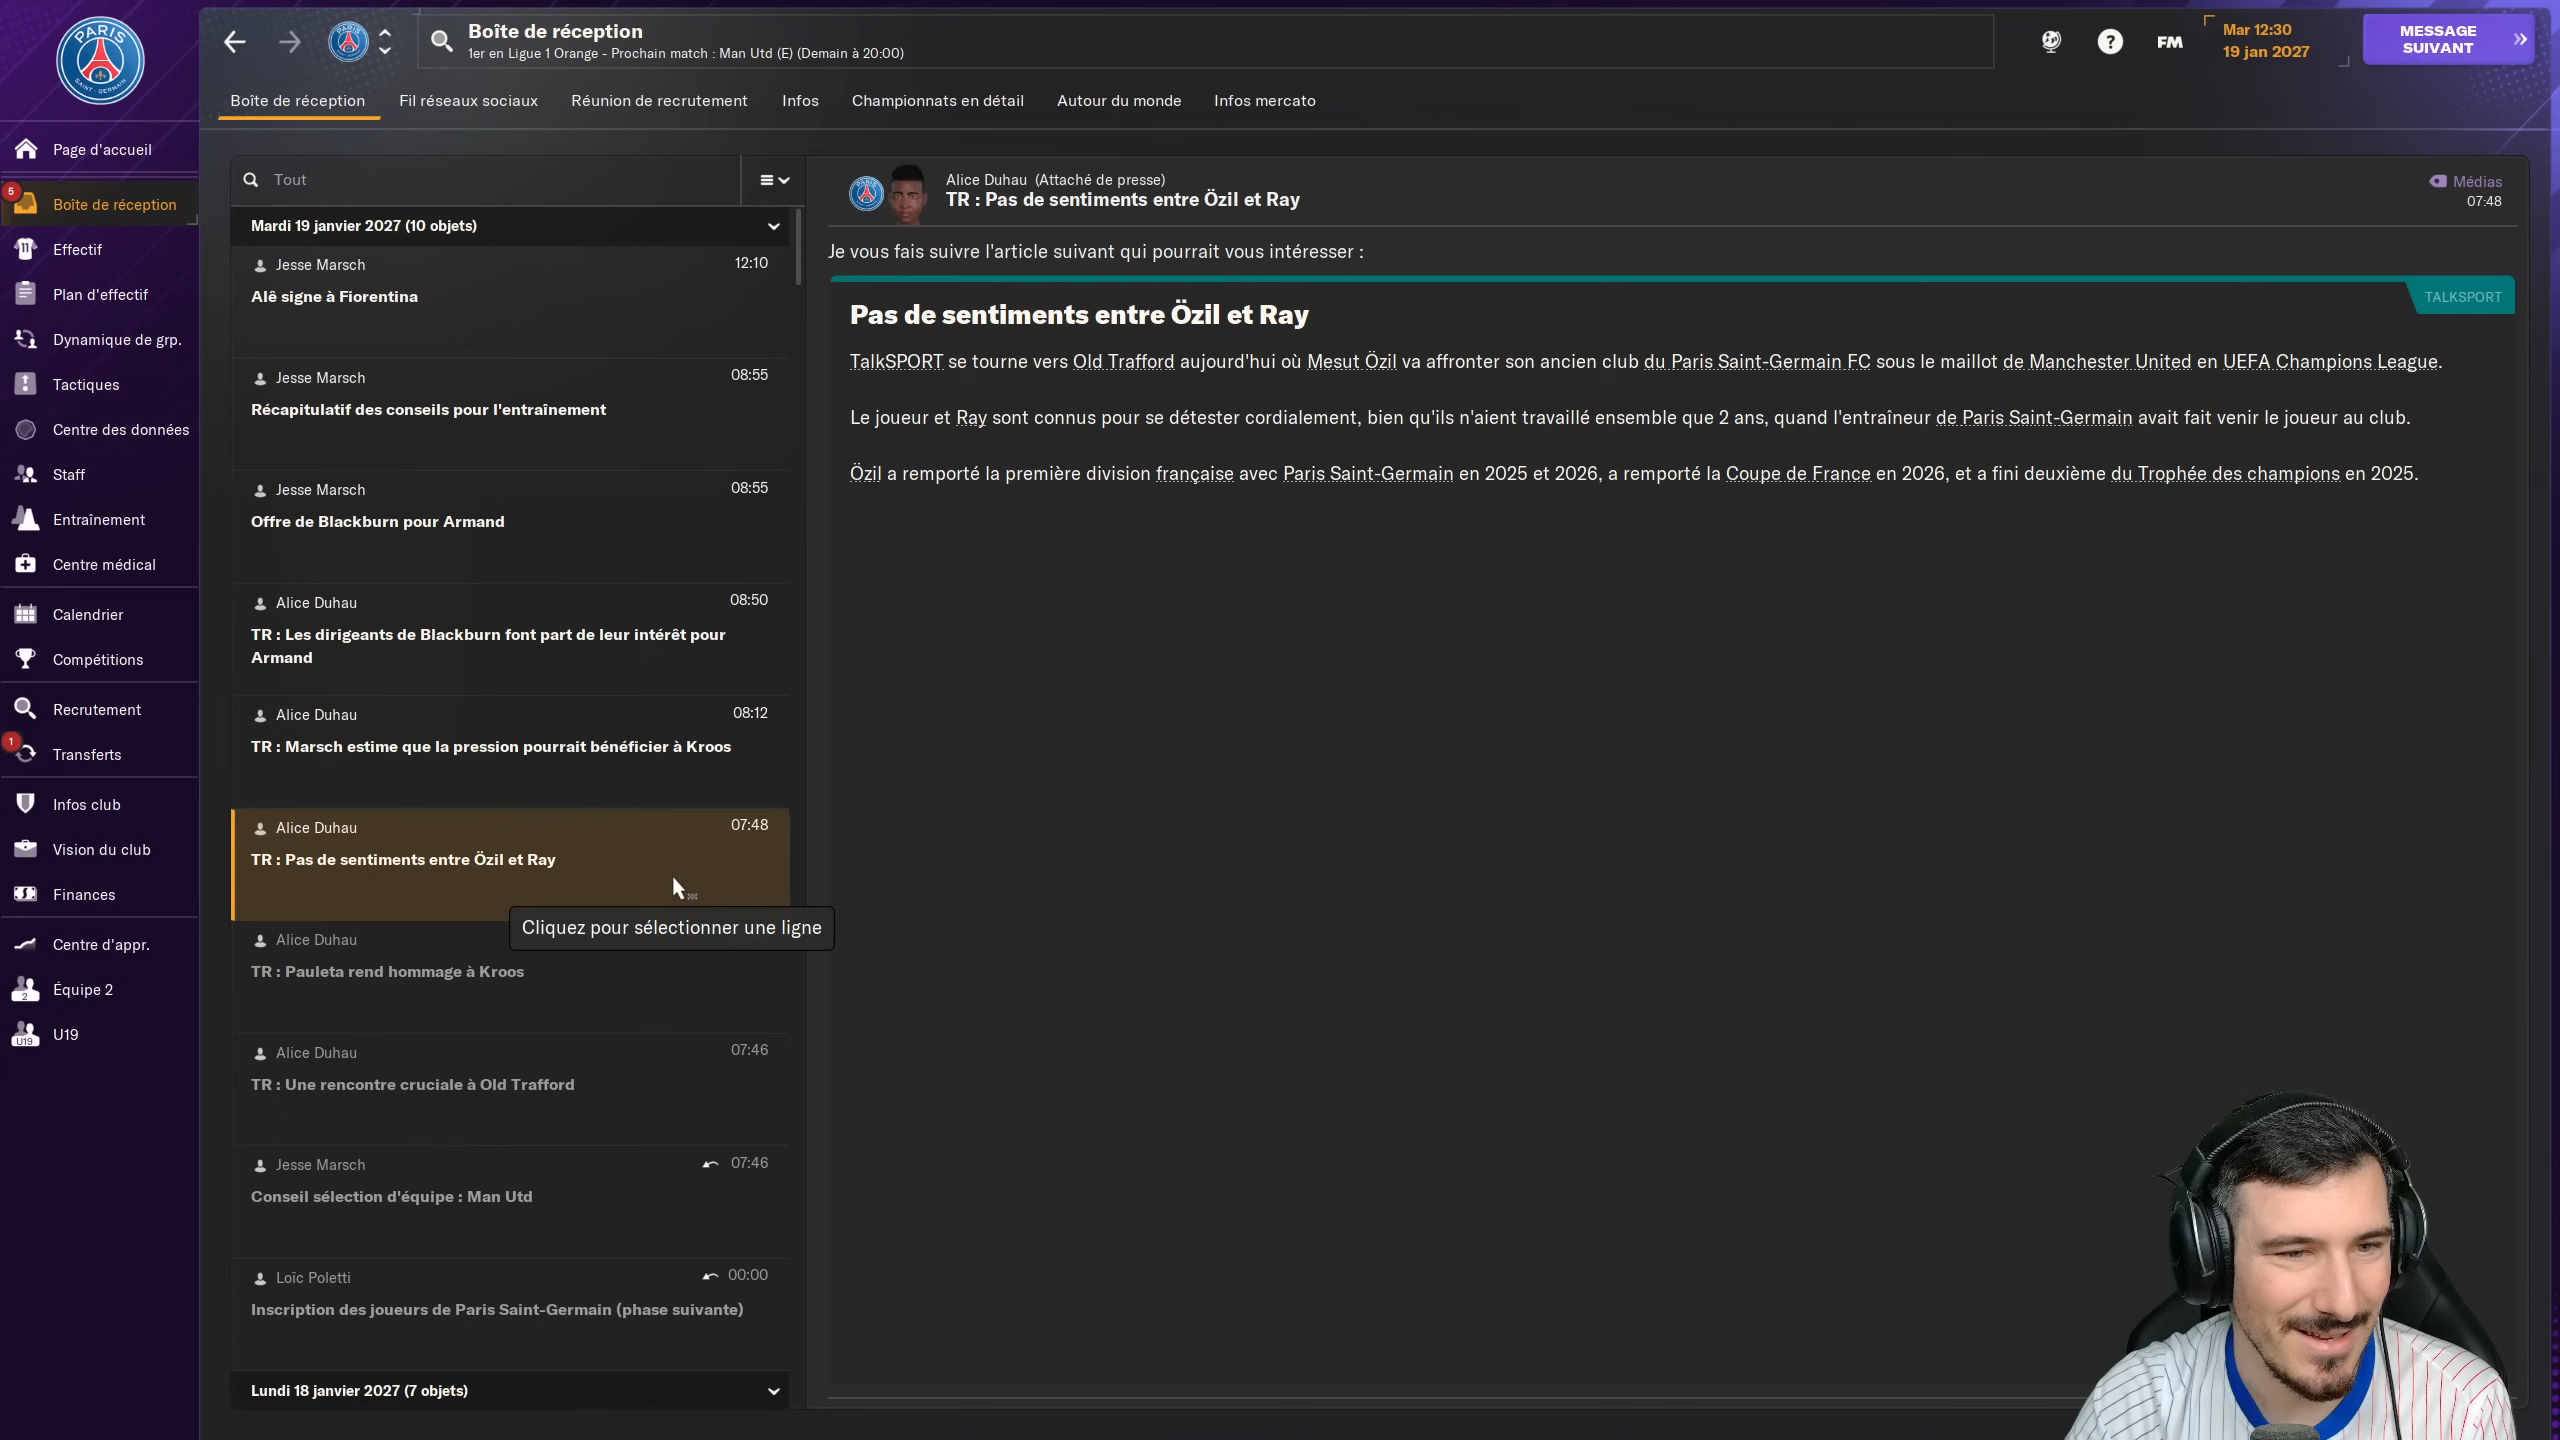 PARIS
SAINT-GERMAIN
Boîte de réception
1er en Ligue 1 Orange - Prochain match : Man Utd (E) (Demain à 20:00)
?
FM
Mar 12:30
19 jan 2027
MESSAGE
SUIVANT
Boîte de réception
Fil réseaux sociaux
Réunion de recrutement
Infos
Championnats en détail
Autour du monde
Infos mercato
Page d'accueil
5
Boîte de réception
11
Effectif
Plan d'effectif
Dynamique de grp.
Tactiques
Centre des données
Staff
Entraînement
Centre médical
Calendrier
Compétitions
Recrutement
1
Transferts
Infos club
Vision du club
Finances
Centre d'appr.
2
Équipe 2
U19
U19
Tout
Mardi 19 janvier 2027 (10 objets)
Jesse Marsch
12:10
Alê signe à Fiorentina
Jesse Marsch
08:55
Récapitulatif des conseils pour l'entraînement
Jesse Marsch
08:55
Offre de Blackburn pour Armand
Alice Duhau
08:50
TR : Les dirigeants de Blackburn font part de leur intérêt pour
Armand
Alice Duhau
08:12
TR : Marsch estime que la pression pourrait bénéficier à Kroos
Alice Duhau
07:48
TR : Pas de sentiments entre Özil et Ray
Cliquez pour sélectionner une ligne
Alice Duhau
TR : Pauleta rend hommage à Kroos
Alice Duhau
07:46
TR : Une rencontre cruciale à Old Trafford
Jesse Marsch
07:46
Conseil sélection d'équipe : Man Utd
Loïc Poletti
00:00
Inscription des joueurs de Paris Saint-Germain (phase suivante)
Lundi 18 janvier 2027 (7 objets)
Alice Duhau (Attaché de presse)
TR : Pas de sentiments entre Özil et Ray
Médias
07:48
Je vous fais suivre l'article suivant qui pourrait vous intéresser :
TALKSPORT
Pas de sentiments entre Özil et Ray
TalkSPORT se tourne vers Old Trafford aujourd'hui où Mesut Özil va affronter son ancien club du Paris Saint-Germain FC sous le maillot de Manchester United en UEFA Champions League.
Le joueur et Ray sont connus pour se détester cordialement, bien qu'ils n'aient travaillé ensemble que 2 ans, quand l'entraîneur de Paris Saint-Germain avait fait venir le joueur au club.
Özil a remporté la première division française avec Paris Saint-Germain en 2025 et 2026, a remporté la Coupe de France en 2026, et a fini deuxième du Trophée des champions en 2025.